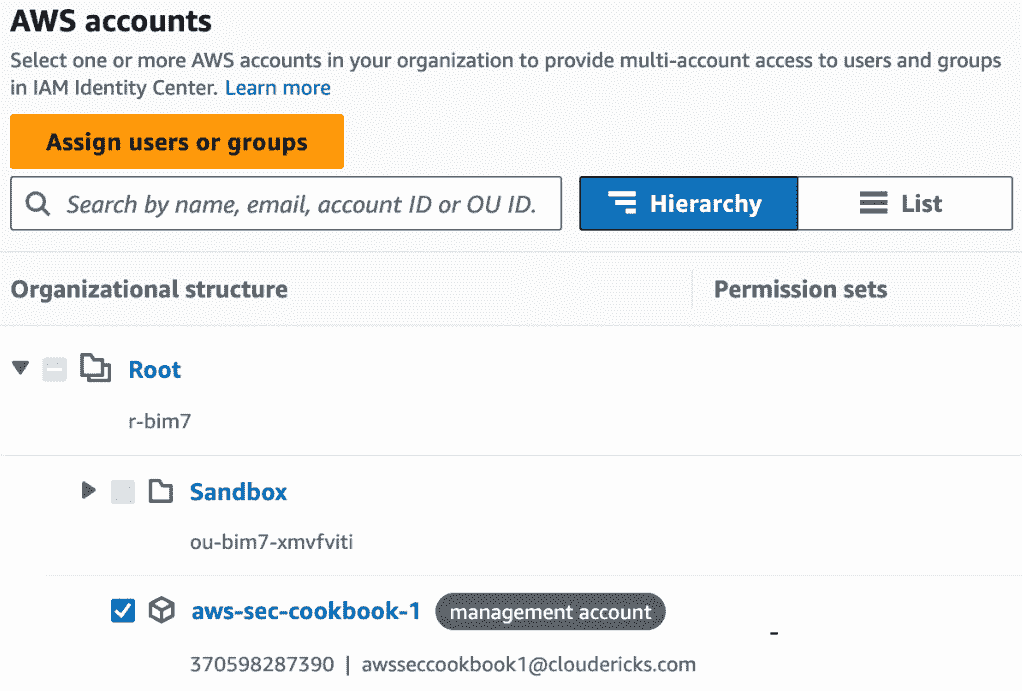 AWS accounts
Select one or more AWS accounts in your organization to provide multi-account access to users and groups
in IAM Identity Center. Learn more
Assign users or groups
Search by name, email, account ID or OU ID.
Hierarchy
List
Organizational structure
Permission sets
Root
r-bim7
Sandbox
ou-bim7-xmvfviti
aws-sec-cookbook-1 management account
-
370598287390 | awsseccookbook1@cloudericks.com